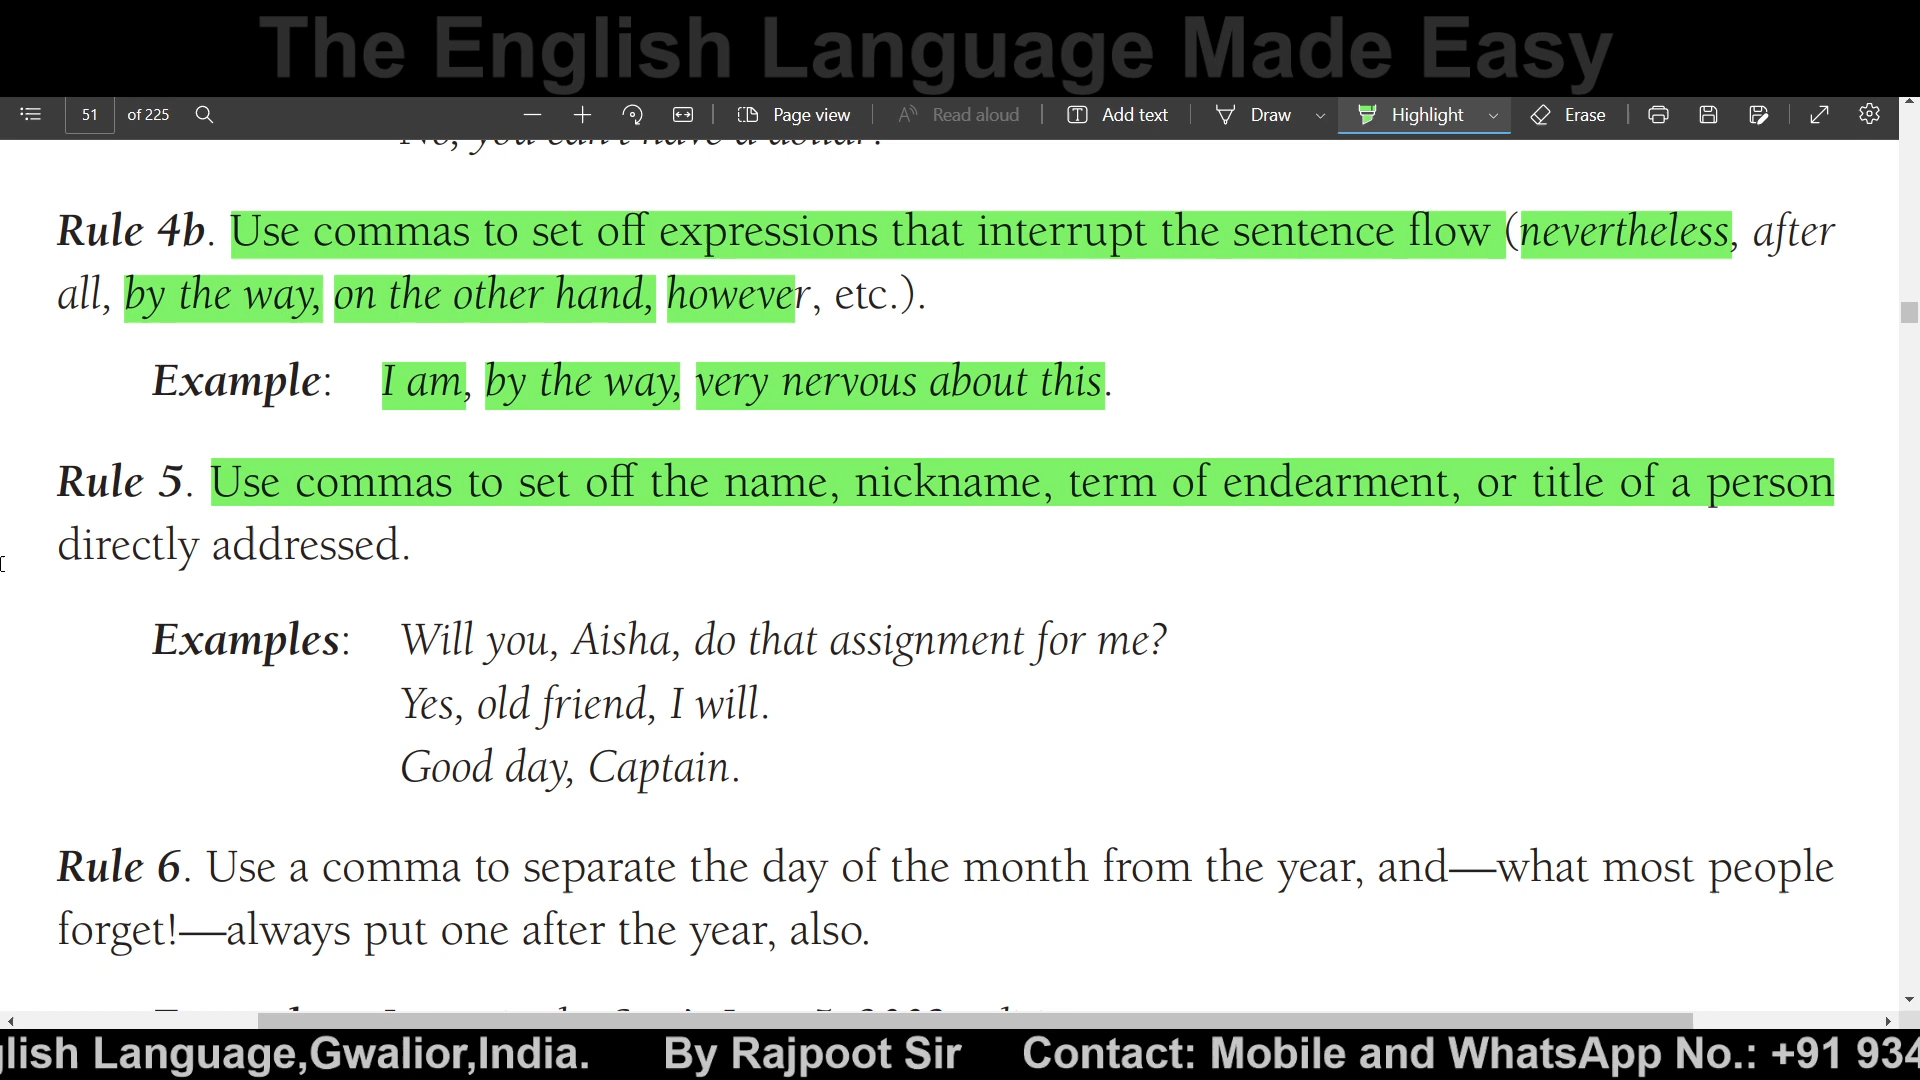 The English Language Made Easy
51 of 225 Page view Read aloud Add text Draw Highlight Erase
No, you can't have a dollar.
Rule 4b. Use commas to set off expressions that interrupt the sentence flow (nevertheless, after
all, by the way, on the other hand, however, etc.).
Example: I am, by the way, very nervous about this.
Rule 5. Use commas to set off the name, nickname, term of endearment, or title of a person
directly addressed.
Examples: Will you, Aisha, do that assignment for me?
Yes, old friend, I will.
Good day, Captain.
Rule 6. Use a comma to separate the day of the month from the year, and—what most people
forget!—always put one after the year, also.
glish Language,Gwalior,India. By Rajpoot Sir Contact: Mobile and WhatsApp No.: +91 934